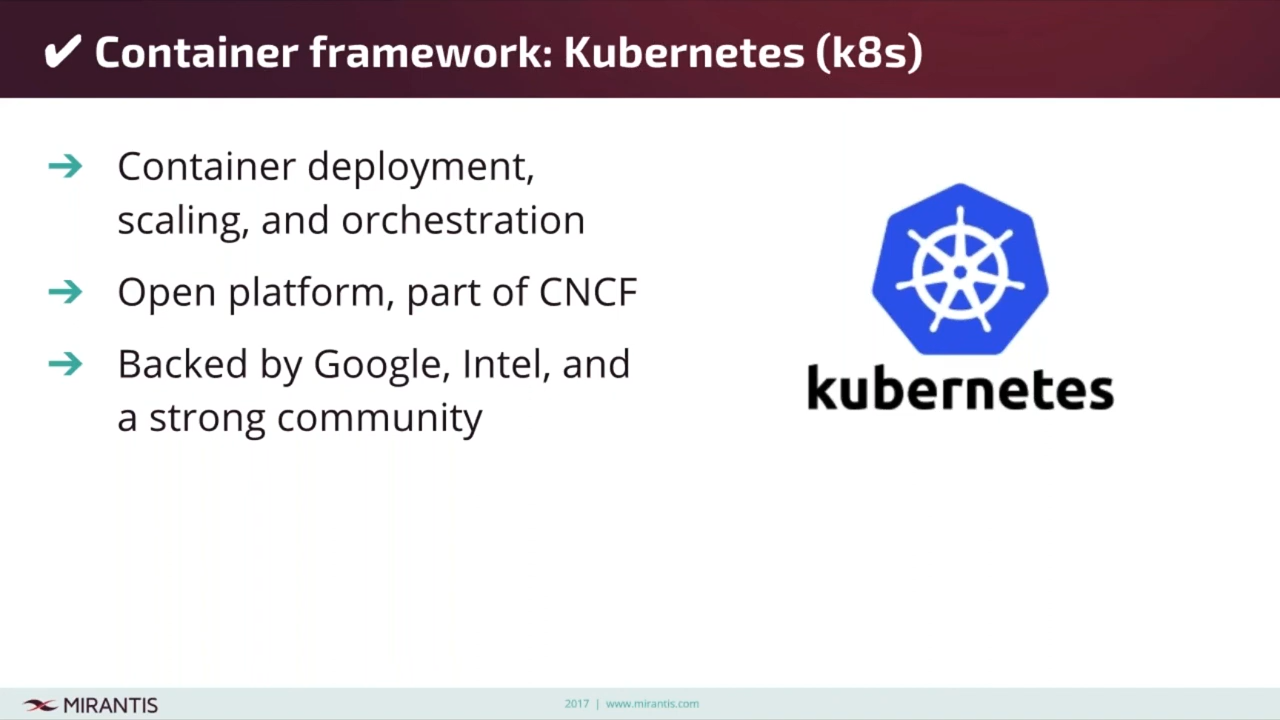 ✔ Container framework: Kubernetes (k8s)
➔ Container deployment,
scaling, and orchestration
➔ Open platform, part of CNCF
➔ Backed by Google, Intel, and
a strong community
kubernetes
MIRANTIS
2017 | www.mirantis.com